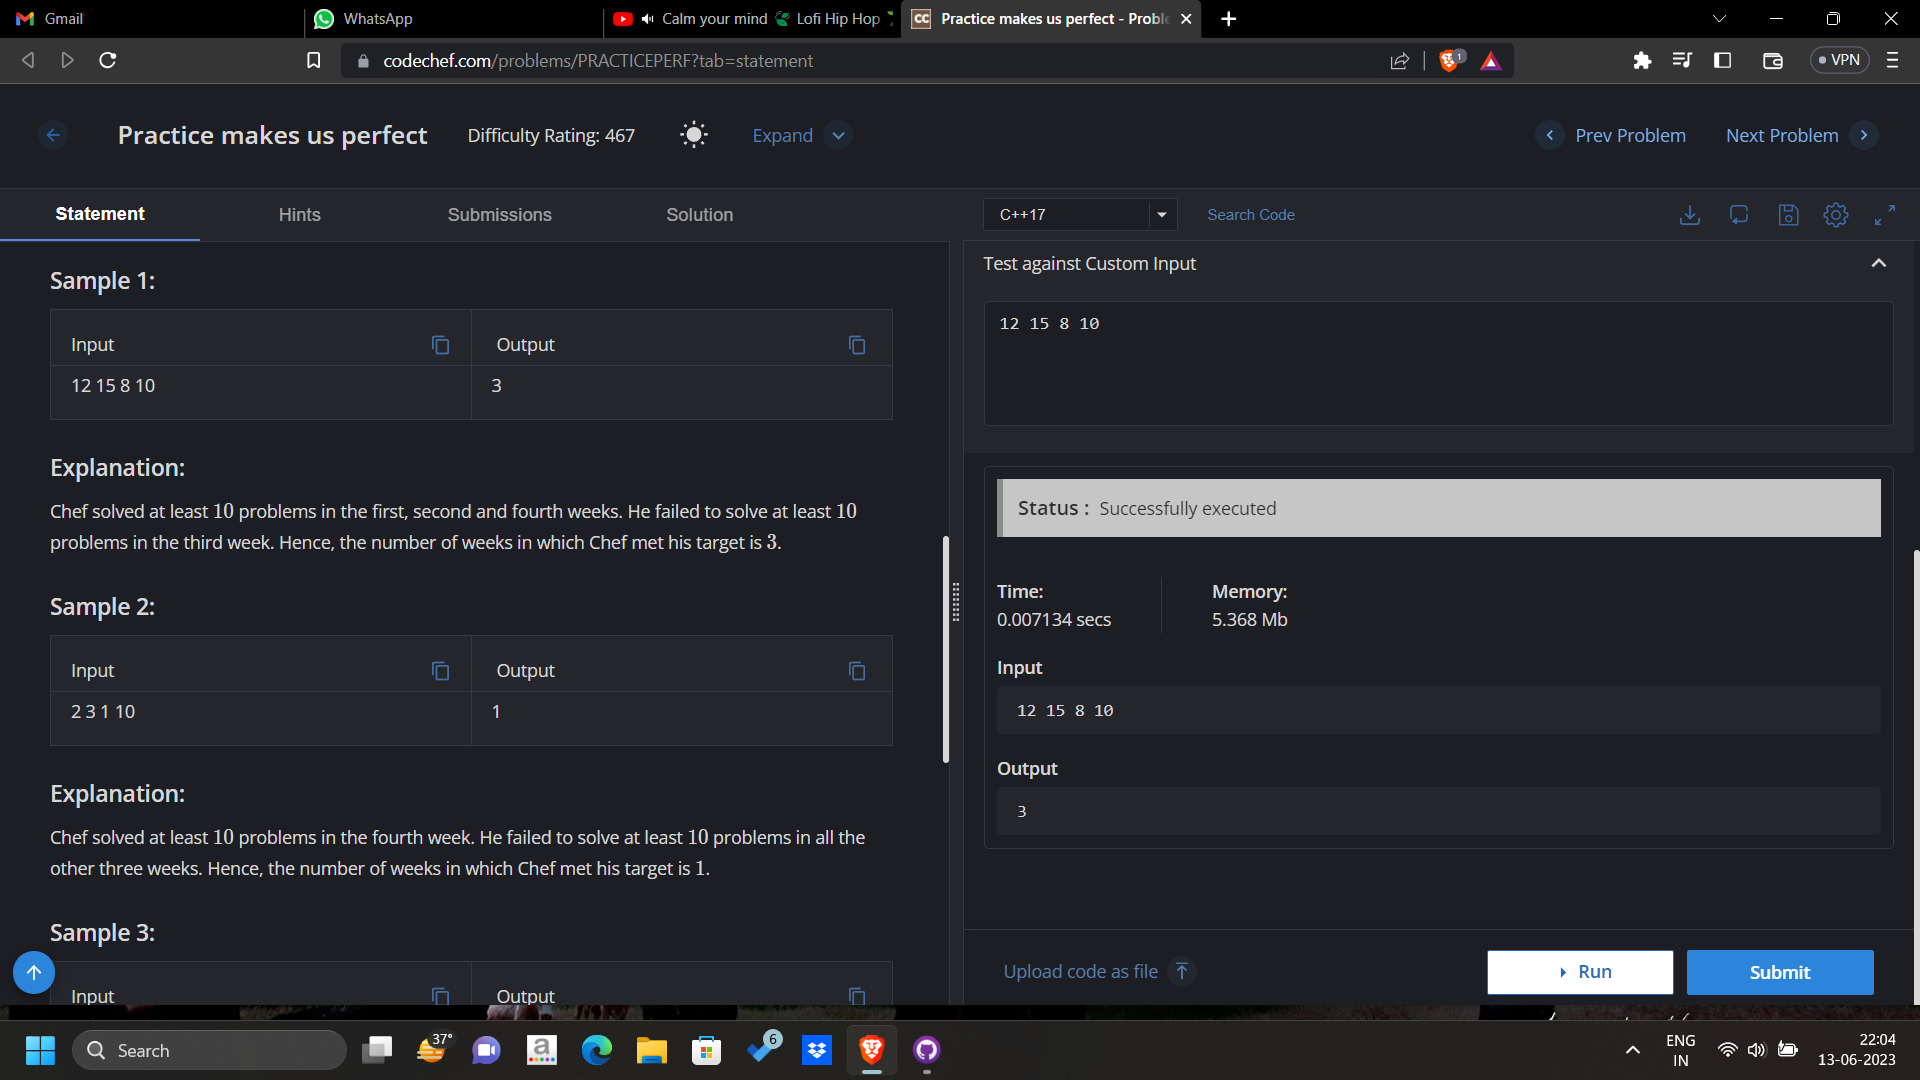 Gmail
WhatsApp
Calm your mind Lofi Hip Hop
CC Practice makes us perfect - Proble
codechef.com/problems/PRACTICEPERF?tab=statement
1
VPN
Practice makes us perfect
Difficulty Rating: 467
Expand
Prev Problem
Next Problem
Statement
Hints
Submissions
Solution
C++17
Search Code
Sample 1:
Input
Output
12 15 8 10
3
Explanation:
Chef solved at least 10 problems in the first, second and fourth weeks. He failed to solve at least 10
problems in the third week. Hence, the number of weeks in which Chef met his target is 3.
Sample 2:
Input
Output
2 3 1 10
1
Explanation:
Chef solved at least 10 problems in the fourth week. He failed to solve at least 10 problems in all the
other three weeks. Hence, the number of weeks in which Chef met his target is 1.
Sample 3:
Input
Output
Test against Custom Input
12 15 8 10
Status : Successfully executed
Time:
0.007134 secs
Memory:
5.368 Mb
Input
12 15 8 10
Output
3
Upload code as file
Run
Submit
Search
37°
a
6
ENG
IN
22:04
13-06-2023